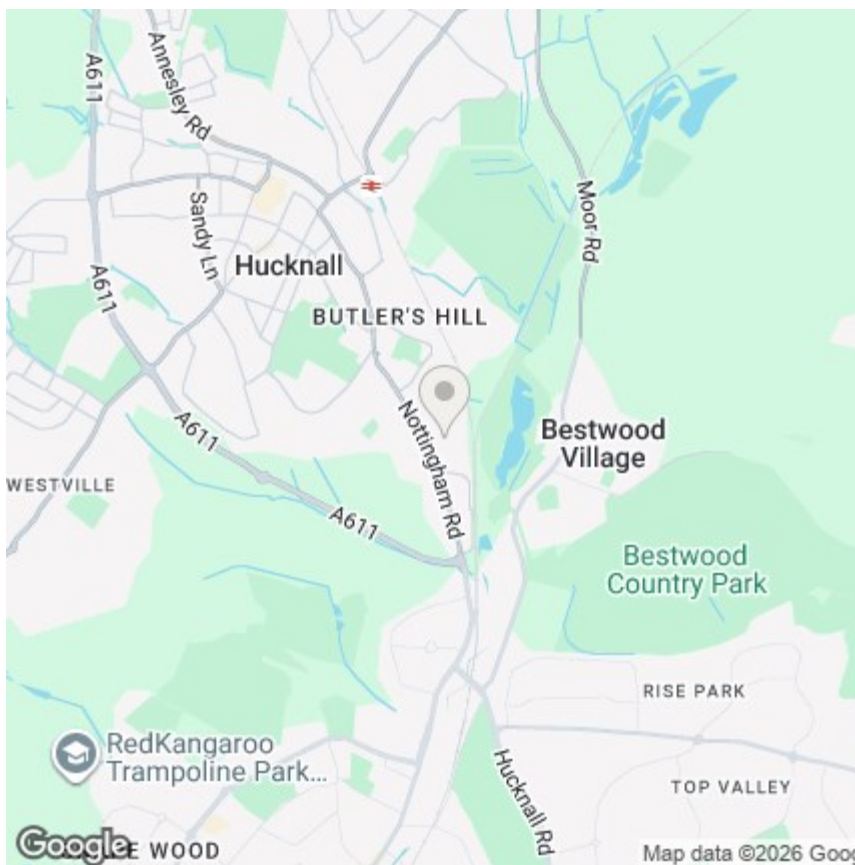 A611
Annesley Rd
Sandy Ln
Moor Rd
Hucknall
A611
BUTLER'S HILL
Nottingham Rd
A611
Bestwood
Village
WESTVILLE
A611
Bestwood
Country Park
RISE PARK
RedKangaroo
Trampoline Park...
Hucknall Rd
TOP VALLEY
Google
E WOOD
Map data ©2026 Goog